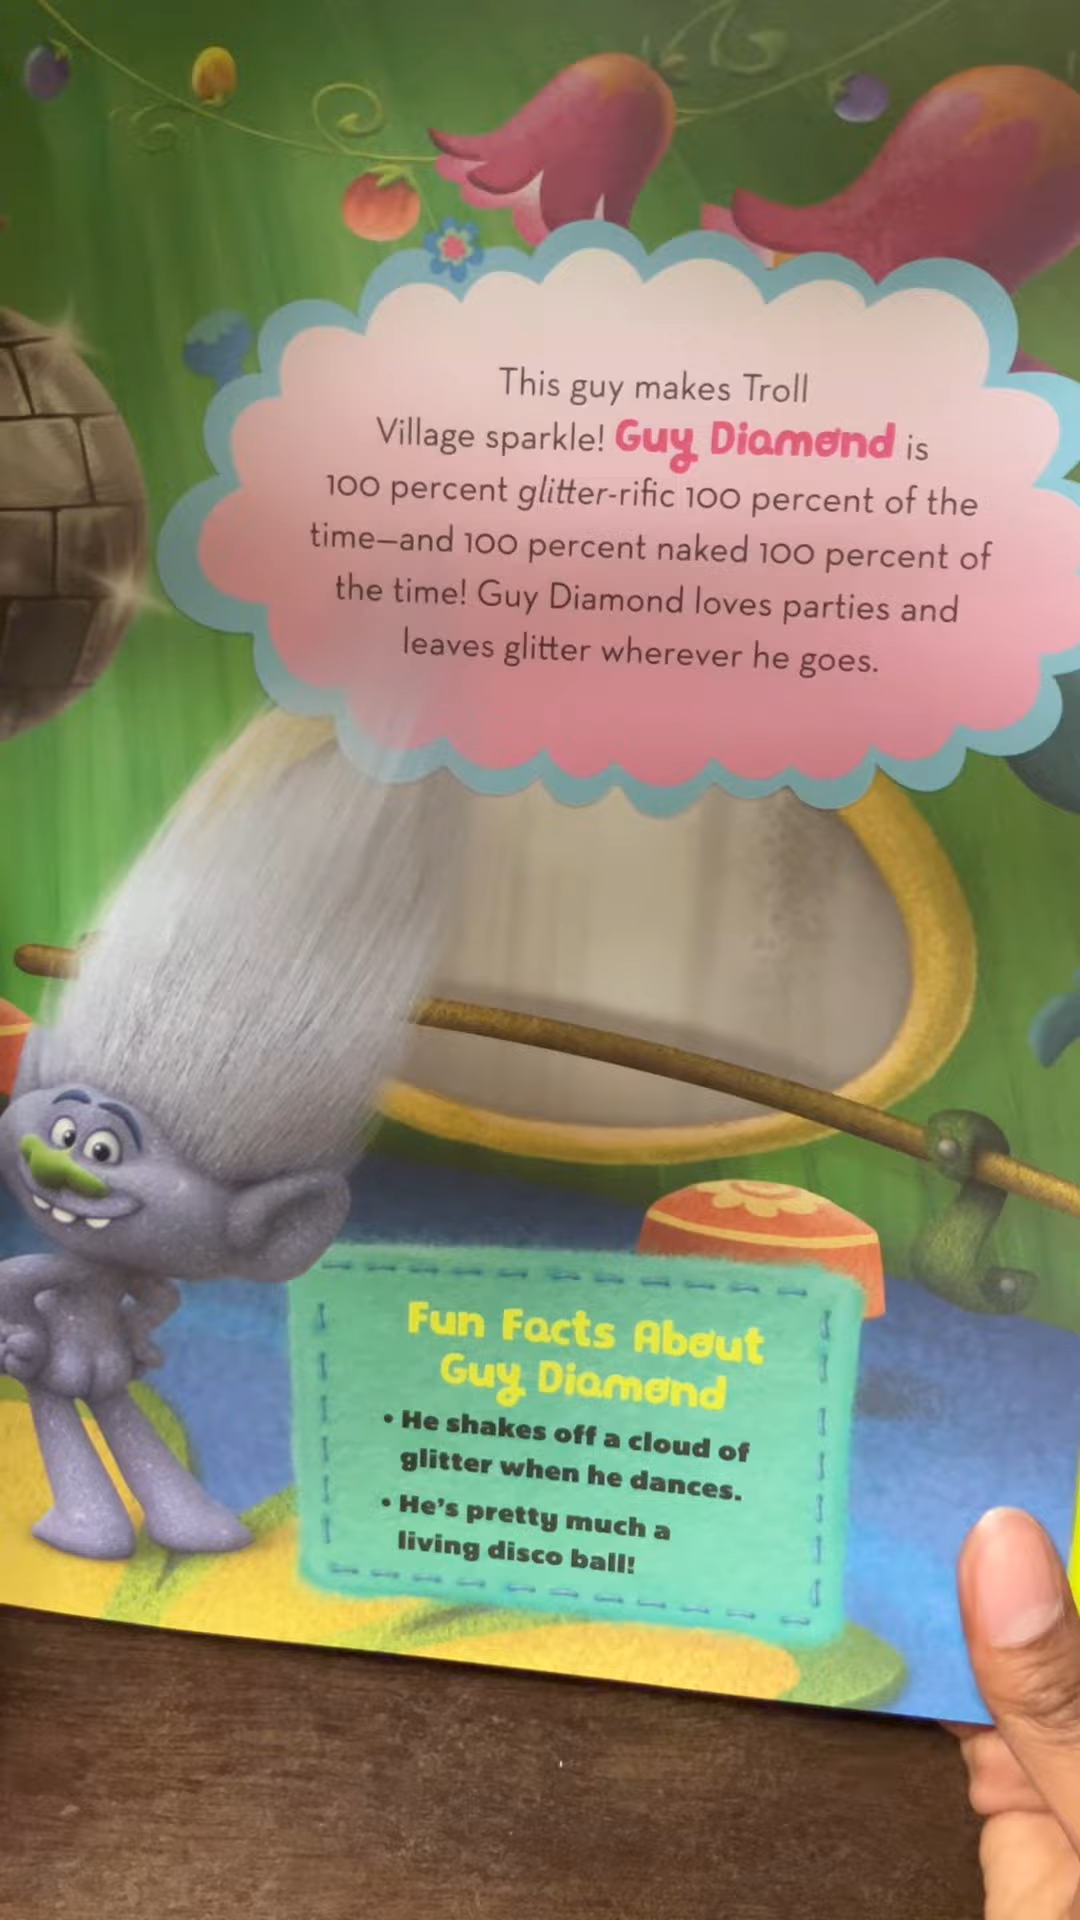 This guy makes Troll
Village sparkle! Guy Diamond is
100 percent glitter-rific 100 percent of the
time—and 100 percent naked 100 percent of
the time! Guy Diamond loves parties and
leaves glitter wherever he goes.
Fun Facts About
Guy Diamond
• He shakes off a cloud of
glitter when he dances.
• He's pretty much a
living disco ball!